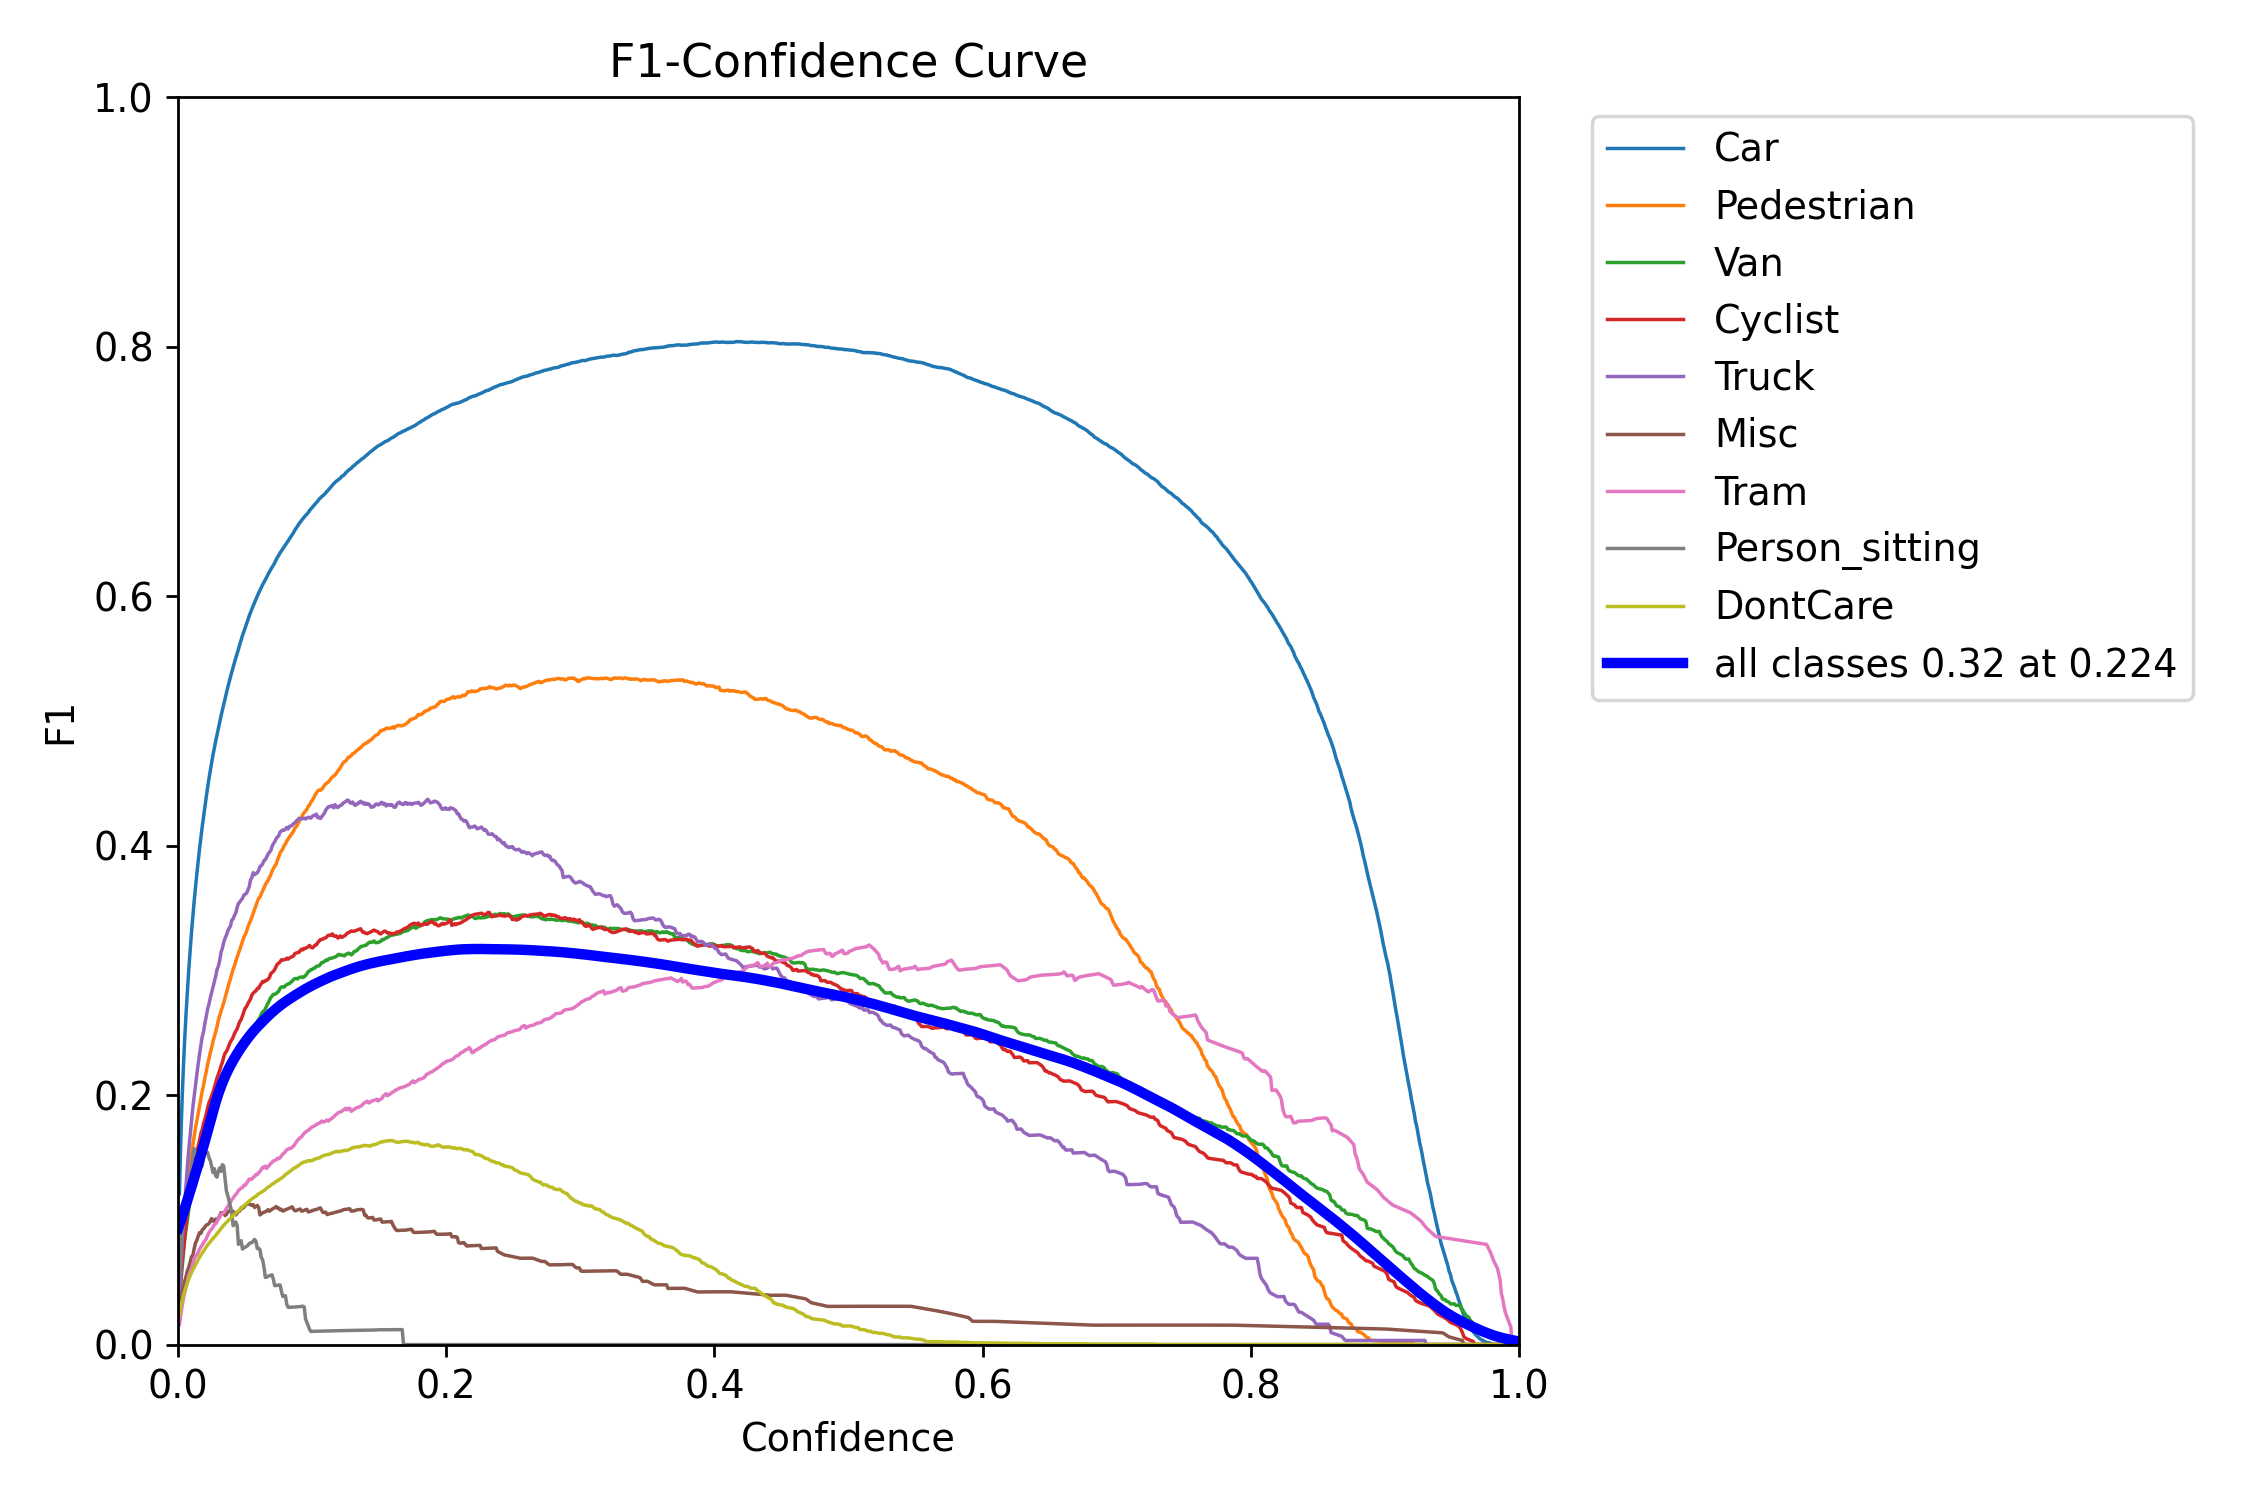 F1-Confidence Curve
1.0
0.8
0.6
0.4
0.2
0.0
F1
0.0 0.2 0.4 0.6 0.8 1.0
Confidence
Car
Pedestrian
Van
Cyclist
Truck
Misc
Tram
Person_sitting
DontCare
all classes 0.32 at 0.224